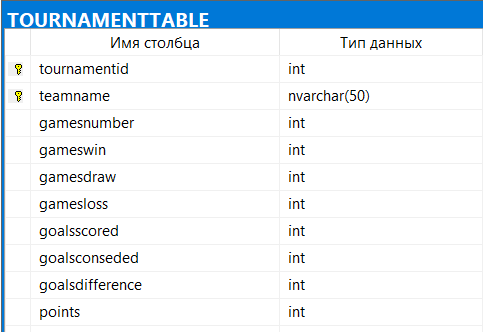 TOURNAMENTTABLE
Имя столбца Тип данных
tournamentid int
teamname nvarchar(50)
gamesnumber int
gameswin int
gamesdraw int
gamesloss int
goalsscored int
goalsconseded int
goalsdifference int
points int